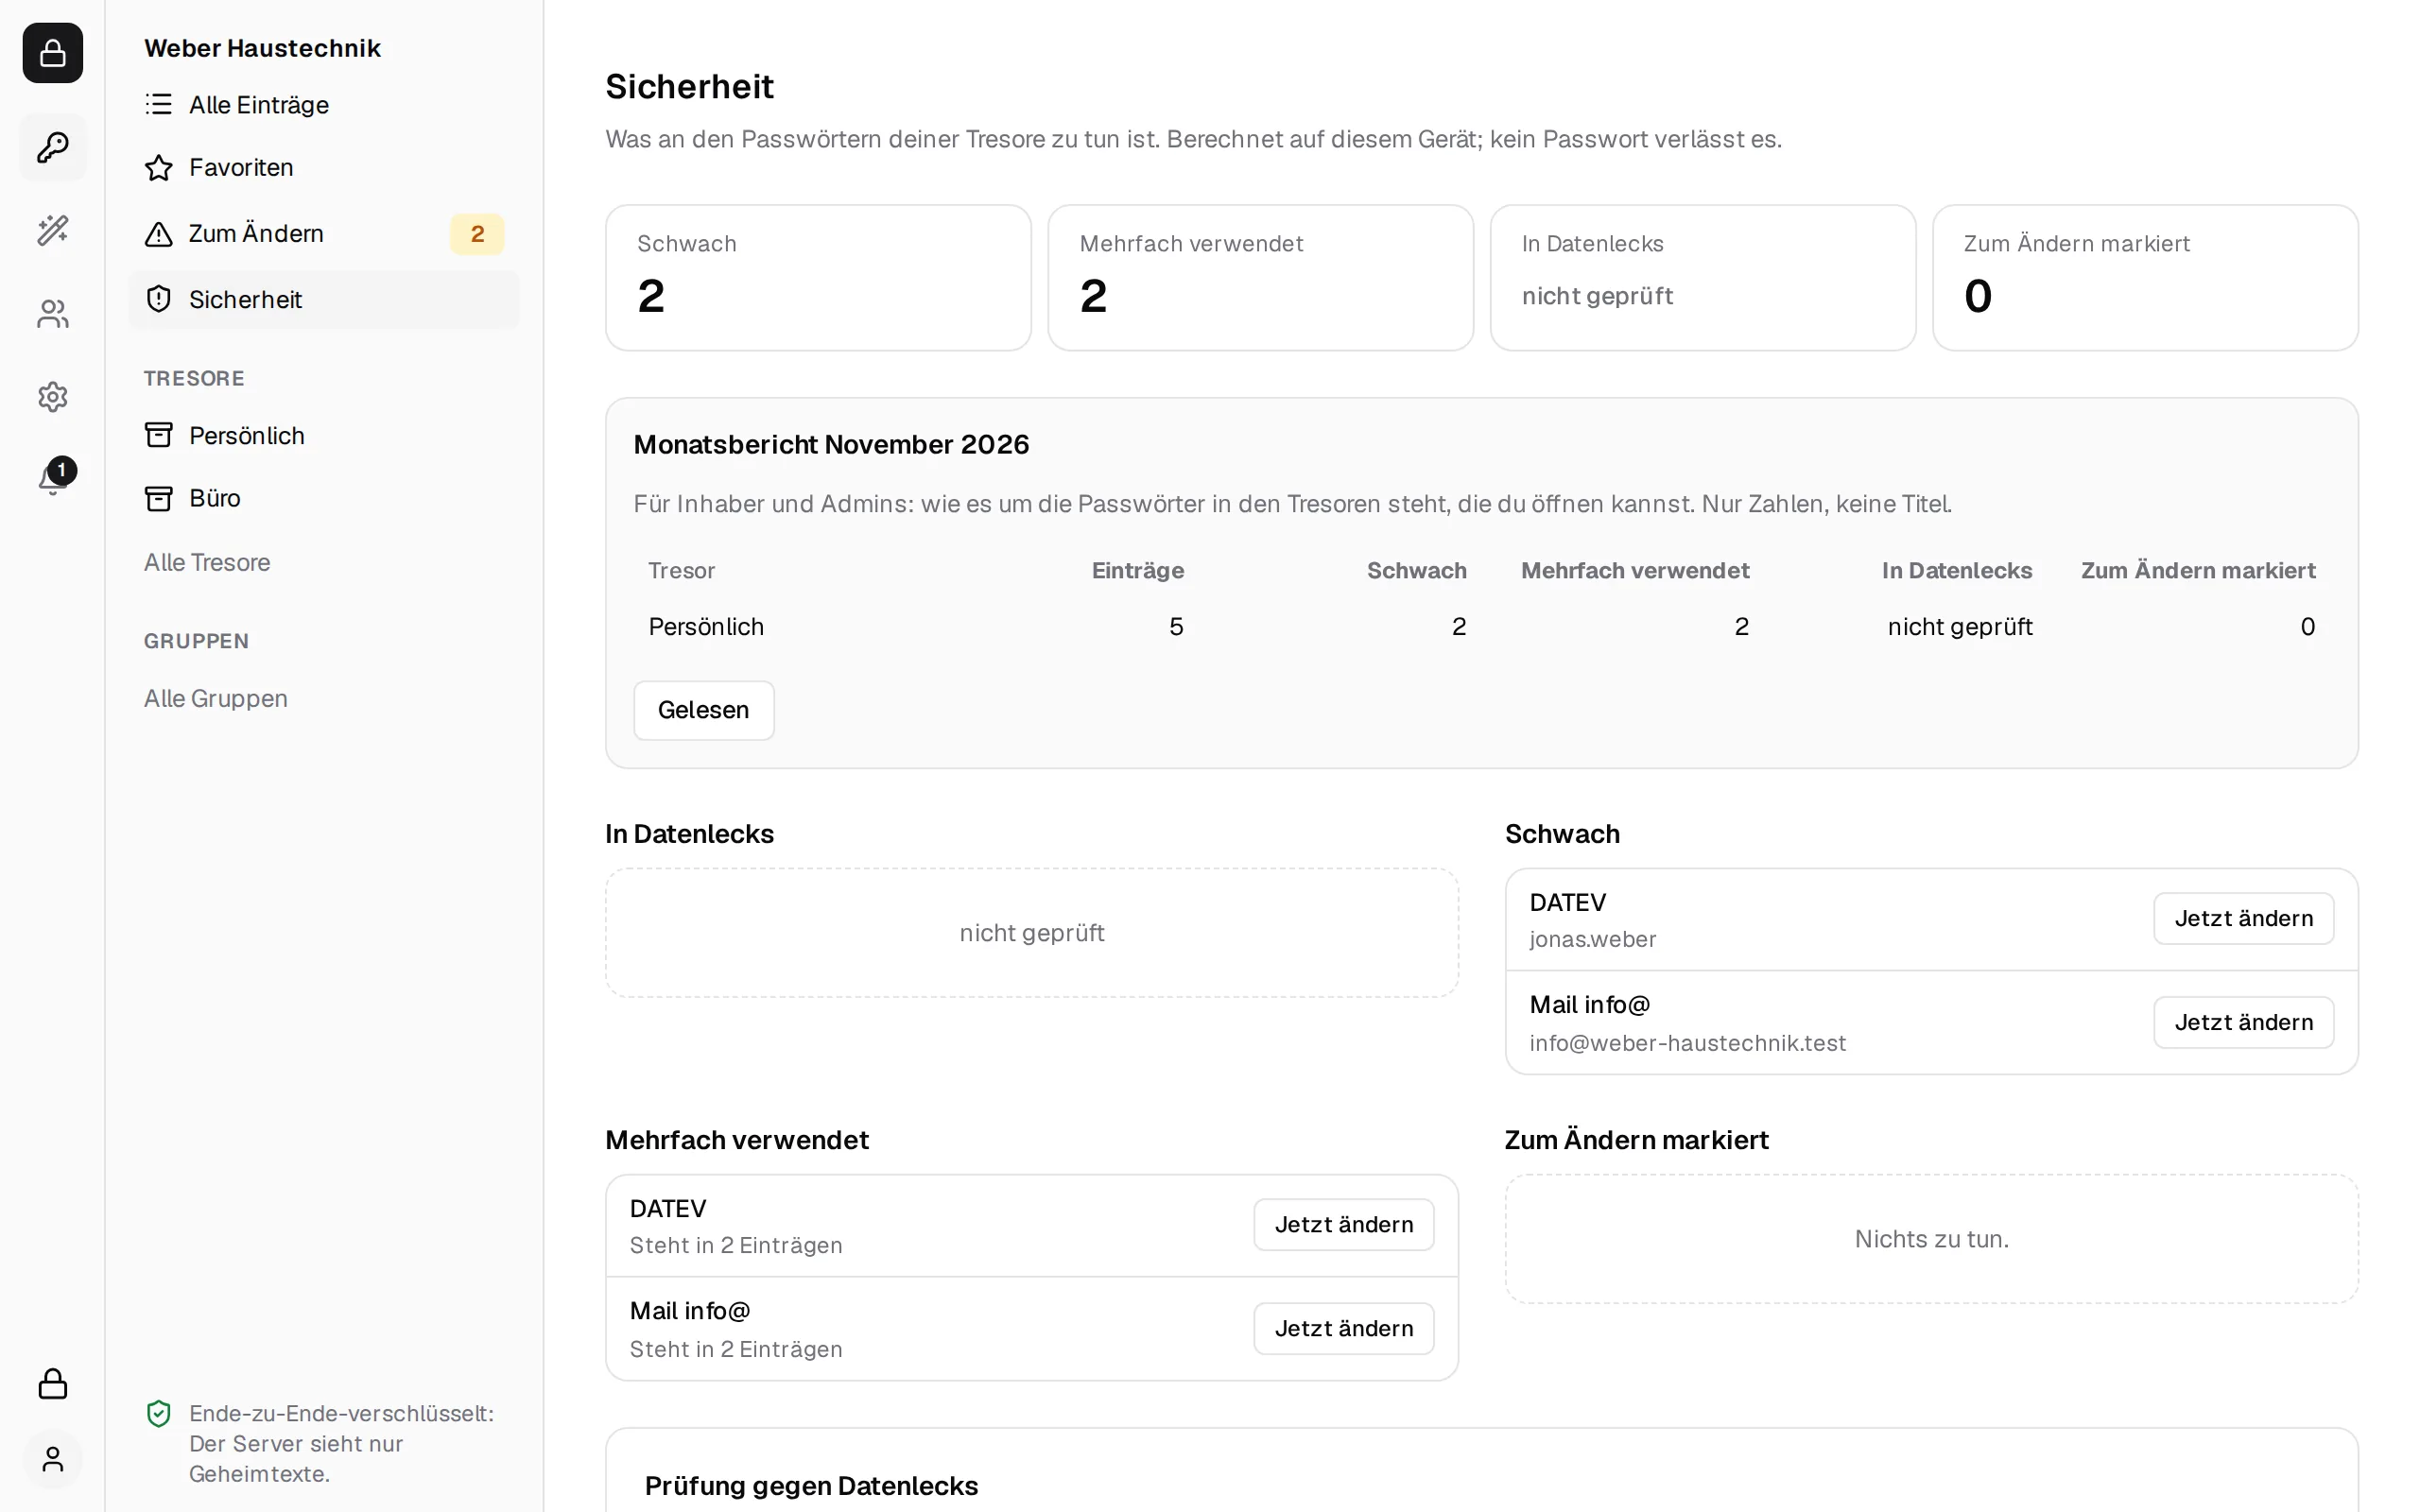 Weber Haustechnik
Alle Einträge
Favoriten
Zum Ändern
2
Sicherheit
1
TRESORE
Persönlich
Büro
Alle Tresore
GRUPPEN
Alle Gruppen
Ende-zu-Ende-verschlüsselt:
Der Server sieht nur
Geheimtexte.
Sicherheit
Was an den Passwörtern deiner Tresore zu tun ist. Berechnet auf diesem Gerät; kein Passwort verlässt es.
Schwach
2
Mehrfach verwendet
2
In Datenlecks
nicht geprüft
Zum Ändern markiert
0
Monatsbericht November 2026
Für Inhaber und Admins: wie es um die Passwörter in den Tresoren steht, die du öffnen kannst. Nur Zahlen, keine Titel.
Tresor Einträge Schwach Mehrfach verwendet In Datenlecks Zum Ändern markiert
Persönlich 5 2 2 nicht geprüft 0
Gelesen
In Datenlecks
nicht geprüft
Schwach
DATEV
jonas.weber
Jetzt ändern
Mail info@
info@weber-haustechnik.test
Jetzt ändern
Mehrfach verwendet
DATEV
Steht in 2 Einträgen
Jetzt ändern
Mail info@
Steht in 2 Einträgen
Jetzt ändern
Zum Ändern markiert
Nichts zu tun.
Prüfung gegen Datenlecks